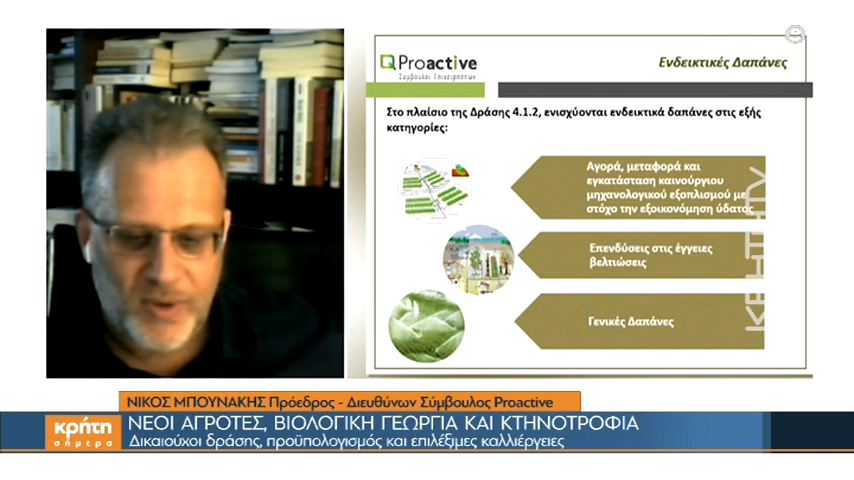 Proactive
Σύμβουλοι Επιχειρήσεων
Ενδεικτικές Δαπάνες
Στο πλαίσιο της Δράσης 4.1.2, ενισχύονται ενδεικτικά δαπάνες στις εξής
κατηγορίες:
Αγορά, μεταφορά και
εγκατάσταση καινούργιου
μηχανολογικού εξοπλισμού με
στόχο την εξοικονόμηση ύδατος
Επενδύσεις στις έγγειες
βελτιώσεις
Γενικές Δαπάνες
ΚΡΗΤΗ TV
ΝΙΚΟΣ ΜΠΟΥΝΑΚΗΣ Πρόεδρος - Διευθύνων Σύμβουλος Proactive
κρήτη
σήμερα
ΝΕΟΙ ΑΓΡΟΤΕΣ, ΒΙΟΛΟΓΙΚΗ ΓΕΩΡΓΙΑ ΚΑΙ ΚΤΗΝΟΤΡΟΦΙΑ
Δικαιούχοι δράσης, προϋπολογισμός και επιλέξιμες καλλιέργειες